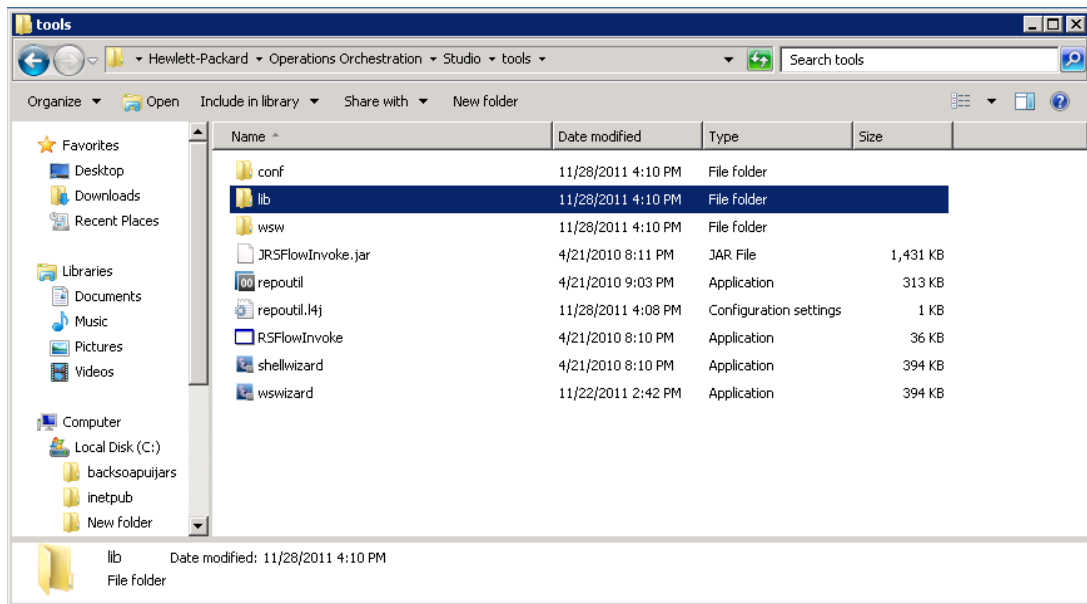 tools
Hewlett-Packard Operations Orchestration Studio tools Search tools
Organize Open Include in library Share with New folder
Favorites
Desktop
Downloads
Recent Places
Libraries
Documents
Music
Pictures
Videos
Computer
Local Disk (C:)
backsoapuijars
inetpub
New folder
Name Date modified Type Size
conf 11/28/2011 4:10 PM File folder
lib 11/28/2011 4:10 PM File folder
wsw 11/28/2011 4:10 PM File folder
JRSFlowInvoke.jar 4/21/2010 8:11 PM JAR File 1,431 KB
repoutil 4/21/2010 9:03 PM Application 313 KB
repoutil.l4j 11/28/2011 4:08 PM Configuration settings 1 KB
RSFlowInvoke 4/21/2010 8:10 PM Application 36 KB
shellwizard 4/21/2010 8:10 PM Application 394 KB
wswizard 11/22/2011 2:42 PM Application 394 KB
lib Date modified: 11/28/2011 4:10 PM
File folder